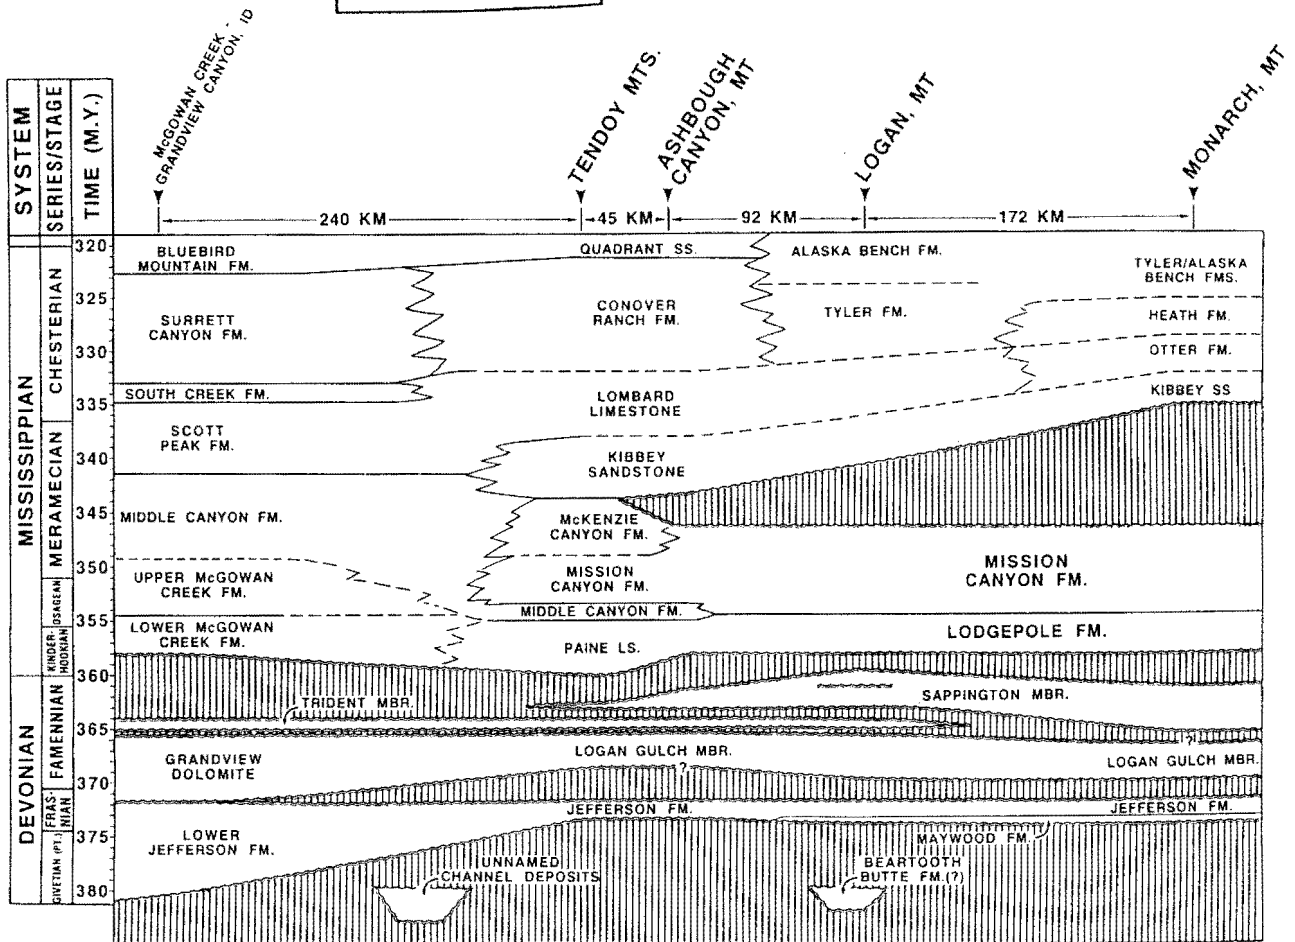 McGOWAN CREEK -
GRANDVIEW CANYON, ID
TENDOY MTS.
ASHBOUGH
CANYON, MT
LOGAN, MT
MONARCH, MT
SYSTEM
SERIES/STAGE
TIME (M.Y.)
240 KM
45 KM
92 KM
172 KM
MISSISSIPPIAN
DEVONIAN
CHESTERIAN
MERAMECIAN
OSAGEAN
KINDER-
HOOKIAN
FAMENNIAN
FRAS-
NIAN
GIVETIAN (PT.)
320
325
330
335
340
345
350
355
360
365
370
375
380
BLUEBIRD
MOUNTAIN FM.
QUADRANT SS.
ALASKA BENCH FM.
TYLER/ALASKA
BENCH FMS.
SURRETT
CANYON FM.
CONOVER
RANCH FM.
TYLER FM.
HEATH FM.
OTTER FM.
SOUTH CREEK FM.
LOMBARD
LIMESTONE
KIBBEY SS
SCOTT
PEAK FM.
KIBBEY
SANDSTONE
MIDDLE CANYON FM.
McKENZIE
CANYON FM.
MISSION
CANYON FM.
UPPER McGOWAN
CREEK FM.
MISSION
CANYON FM.
MIDDLE CANYON FM.
LOWER McGOWAN
CREEK FM.
PAINE LS.
LODGEPOLE FM.
TRIDENT MBR.
SAPPINGTON MBR.
?
GRANDVIEW
DOLOMITE
LOGAN GULCH MBR.
?
LOGAN GULCH MBR.
JEFFERSON FM.
JEFFERSON FM.
LOWER
JEFFERSON FM.
MAYWOOD FM.
UNNAMED
CHANNEL DEPOSITS
BEARTOOTH
BUTTE FM.(?)